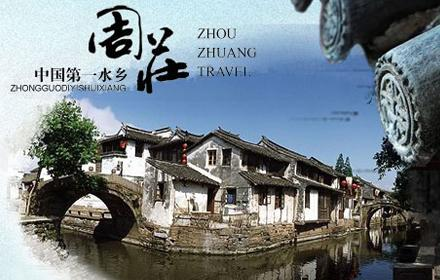 周庄
ZHOU
ZHUANG
TRAVEL
中国第一水乡
ZHONGGUODIYISHUIXIANG